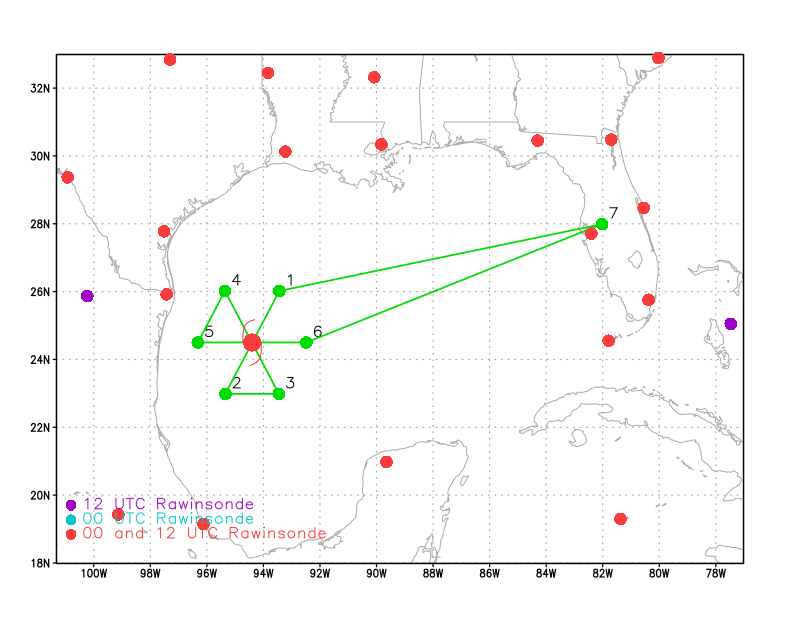 32N
30N
28N
7
26N
4 1
5 6
24N
2 3
22N
20N
12 UTC Rawinsonde
00 UTC Rawinsonde
00 and 12 UTC Rawinsonde
18N
100W 98W 96W 94W 92W 90W 88W 86W 84W 82W 80W 78W